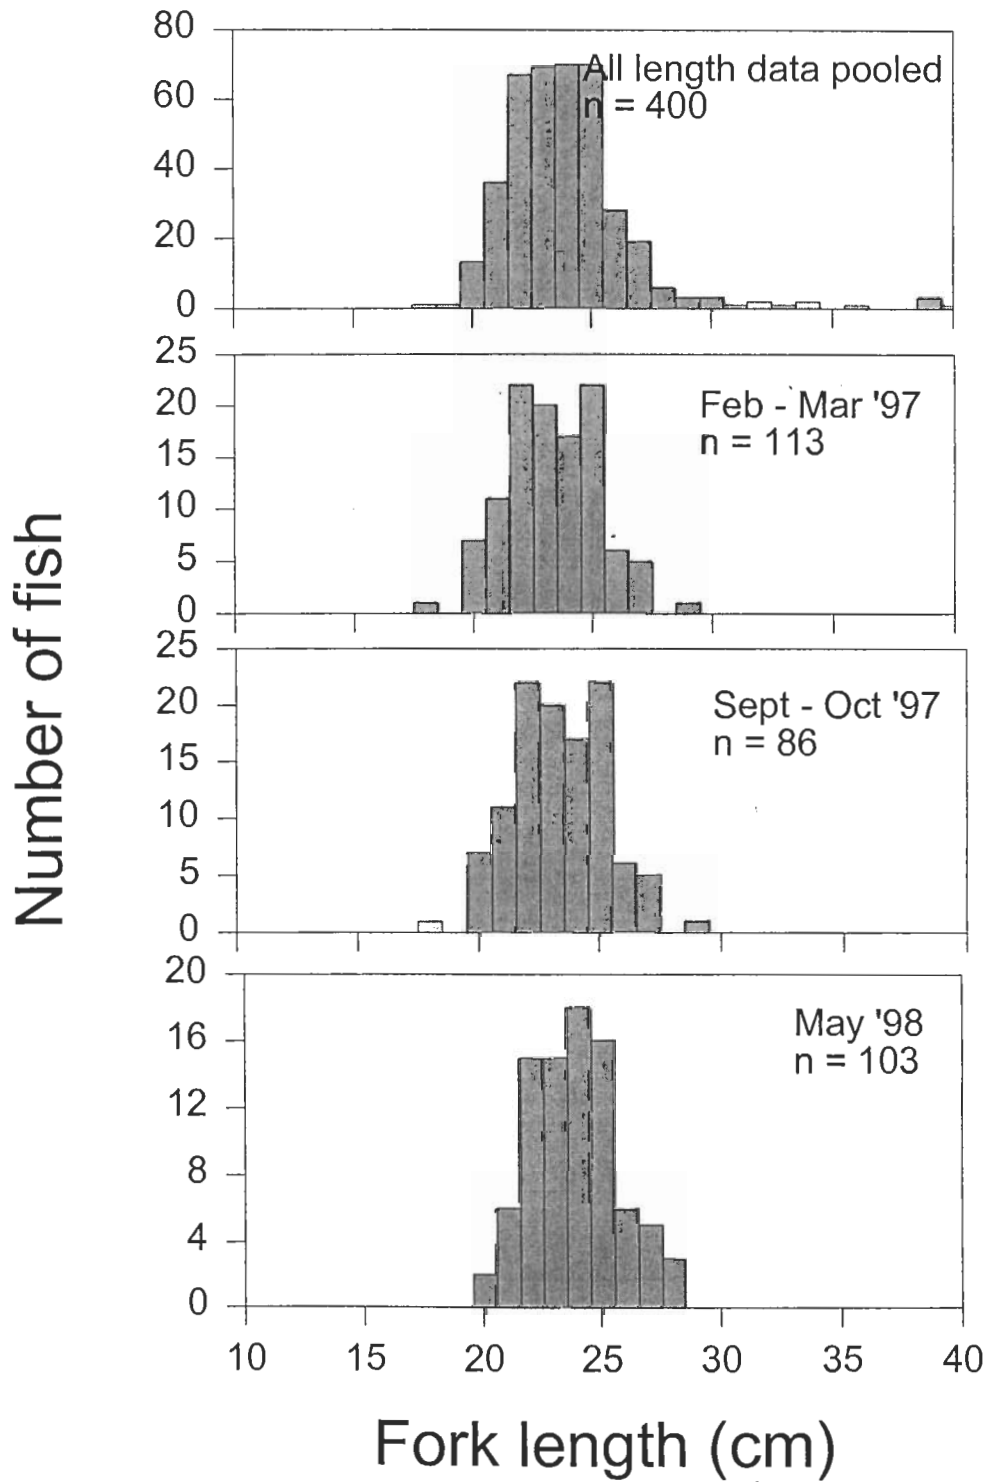 Number of fish
80
60
40
20
0
All length data pooled
n = 400
25
20
15
10
5
0
Feb - Mar '97
n = 113
25
20
15
10
5
0
Sept - Oct '97
n = 86
20
16
12
8
4
0
May '98
n = 103
10 15 20 25 30 35 40
Fork length (cm)